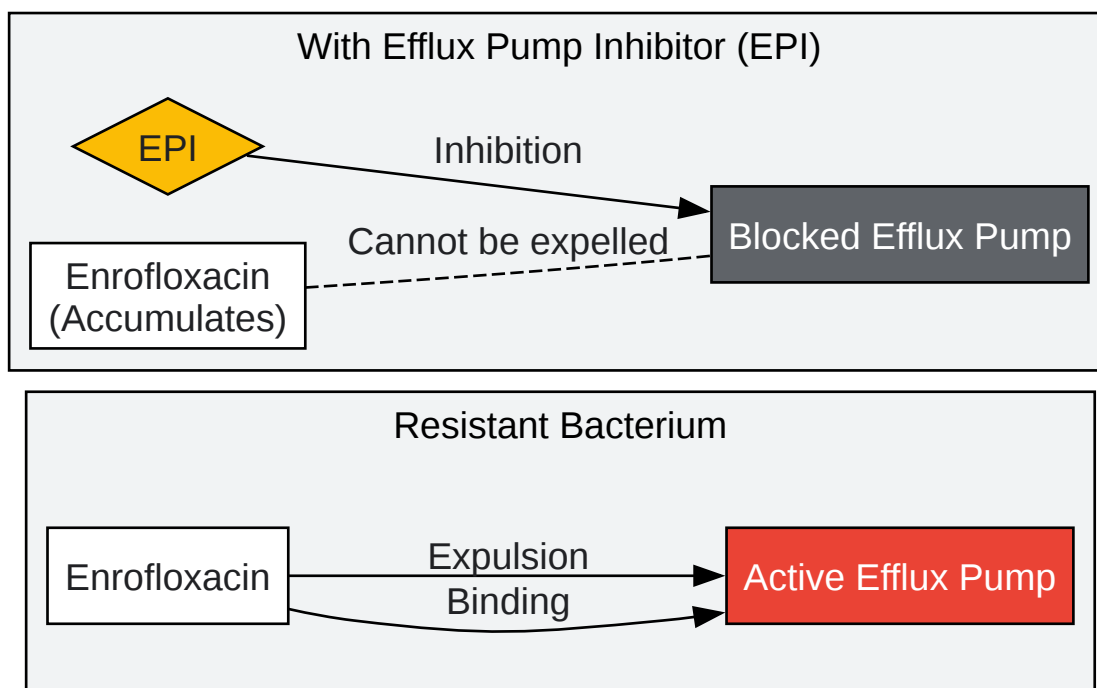 With Efflux Pump Inhibitor (EPI)
EPI
Inhibition
Blocked Efflux Pump
Cannot be expelled
Enrofloxacin
(Accumulates)
Resistant Bacterium
Enrofloxacin
Expulsion
Binding
Active Efflux Pump